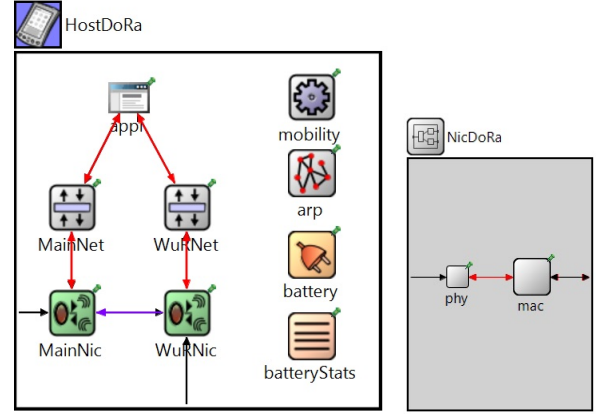 HostDoRa
appl
mobility
MainNet
WuRNet
arp
battery
MainNic
WuRNic
batteryStats
NicDoRa
phy
mac